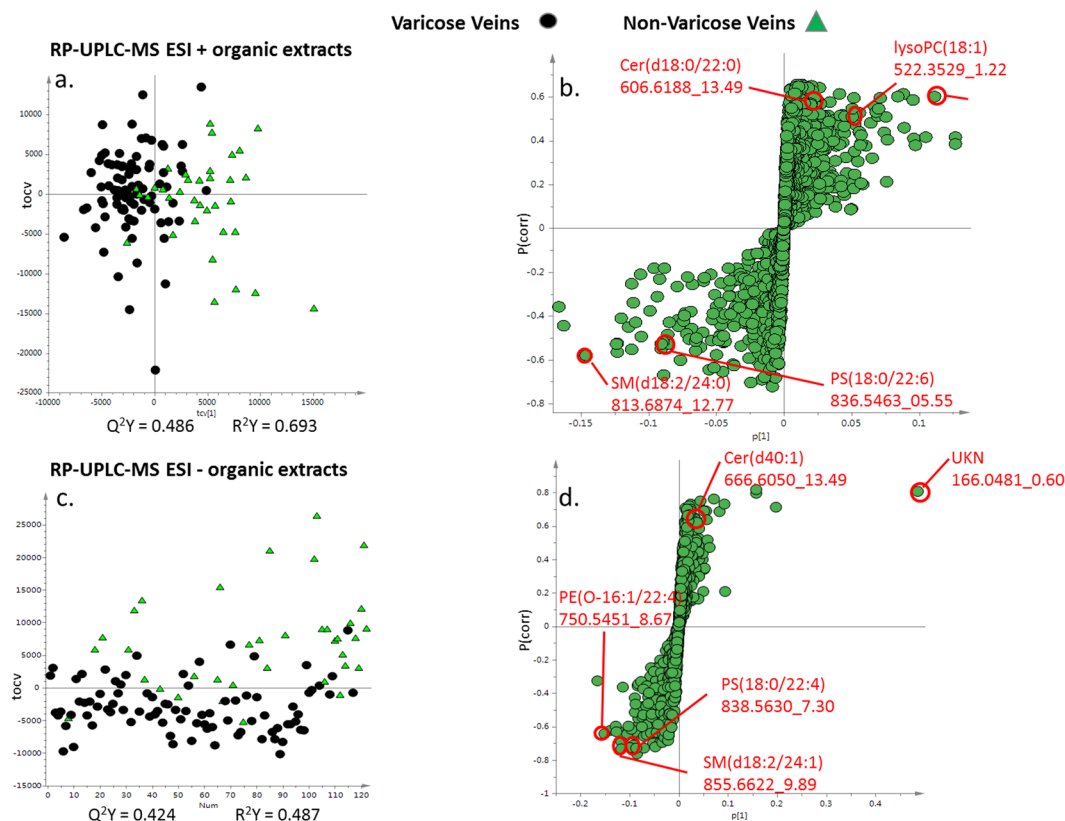 Varicose Veins
Non-Varicose Veins
RP-UPLC-MS ESI + organic extracts
a.
10000
5000
0
-5000
-10000
-15000
-20000
-25000
tocv
-10000
-5000
0
5000
10000
15000
tcv[1]
Q²Y = 0.486
R²Y = 0.693
b.
Cer(d18:0/22:0)
606.6188_13.49
lysoPC(18:1)
522.3529_1.22
0.6
0.4
0.2
0
-0.2
-0.4
-0.6
-0.8
P(corr)
SM(d18:2/24:0)
813.6874_12.77
PS(18:0/22:6)
836.5463_05.55
-0.15
-0.1
-0.05
0
0.05
0.1
p[1]
RP-UPLC-MS ESI - organic extracts
c.
30000
25000
20000
15000
10000
5000
0
-5000
-10000
-15000
tocv
0
10
20
30
40
50
60
70
80
90
100
110
120
Num
Q²Y = 0.424
R²Y = 0.487
d.
Cer(d40:1)
666.6050_13.49
UKN
166.0481_0.60
0.8
0.6
0.4
0.2
0
-0.2
-0.4
-0.6
-0.8
-1
P(corr)
PE(O-16:1/22:4)
750.5451_8.67
PS(18:0/22:4)
838.5630_7.30
SM(d18:2/24:1)
855.6622_9.89
-0.2
-0.1
0
0.1
0.2
0.3
0.4
p[1]